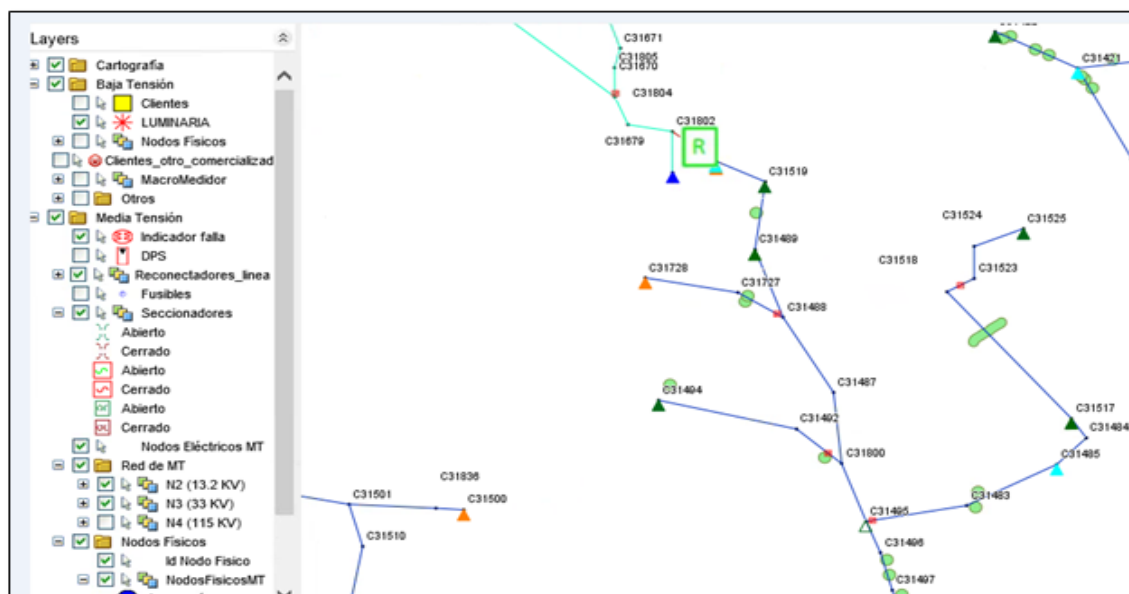 Layers
Cartografía
Baja Tensión
Clientes
LUMINARIA
Nodos Físicos
Clientes_otro_comercializad
MacroMedidor
Otros
Media Tensión
Indicador falla
DPS
Reconectadores_linea
Fusibles
Seccionadores
Abierto
Cerrado
Abierto
Cerrado
Abierto
Cerrado
Nodos Eléctricos MT
Red de MT
N2 (13.2 KV)
N3 (33 KV)
N4 (115 KV)
Nodos Físicos
Id Nodo Fisico
NodosFisicosMT
C31671
C31805
C31670
C31804
C31802
C31679
R
C31519
C31489
C31728
C31727
C31488
C31487
C31494
C31492
C31800
C31836
C31501
C31500
C31510
C31495
C31496
C31497
C31421
C31524
C31525
C31518
C31523
C31517
C31484
C31485
C31483